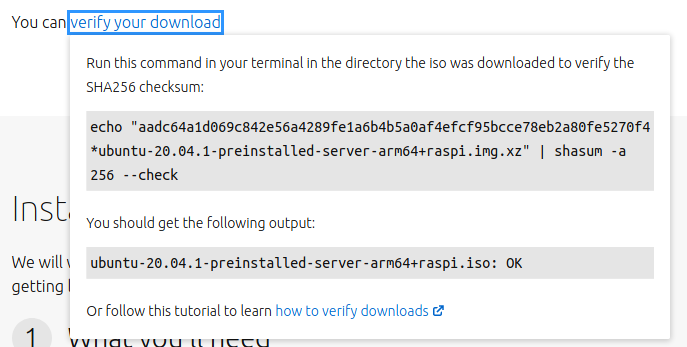 You can verify your download
Run this command in your terminal in the directory the iso was downloaded to verify the
SHA256 checksum:
echo "aadc64a1d069c842e56a4289fe1a6b4b5a0af4efcf95bcce78eb2a80fe5270f4
*ubuntu-20.04.1-preinstalled-server-arm64+raspi.img.xz" | shasum -a
256 --check
You should get the following output:
ubuntu-20.04.1-preinstalled-server-arm64+raspi.iso: OK
Or follow this tutorial to learn how to verify downloads
Inst
We will
getting
1 What you'll need